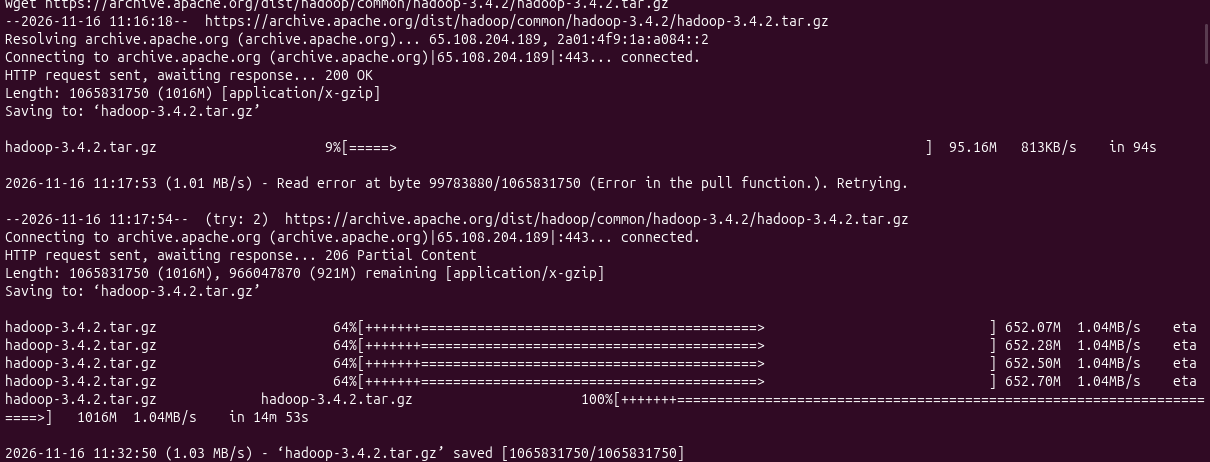 wget https://archive.apache.org/dist/hadoop/common/hadoop-3.4.2/hadoop-3.4.2.tar.gz
--2026-11-16 11:16:18--  https://archive.apache.org/dist/hadoop/common/hadoop-3.4.2/hadoop-3.4.2.tar.gz
Resolving archive.apache.org (archive.apache.org)... 65.108.204.189, 2a01:4f9:1a:a084::2
Connecting to archive.apache.org (archive.apache.org)|65.108.204.189|:443... connected.
HTTP request sent, awaiting response... 200 OK
Length: 1065831750 (1016M) [application/x-gzip]
Saving to: ‘hadoop-3.4.2.tar.gz’
hadoop-3.4.2.tar.gz                     9%[=====>                                                                  ]  95.16M   813KB/s    in 94s
2026-11-16 11:17:53 (1.01 MB/s) - Read error at byte 99783880/1065831750 (Error in the pull function.). Retrying.
--2026-11-16 11:17:54--  (try: 2)  https://archive.apache.org/dist/hadoop/common/hadoop-3.4.2/hadoop-3.4.2.tar.gz
Connecting to archive.apache.org (archive.apache.org)|65.108.204.189|:443... connected.
HTTP request sent, awaiting response... 206 Partial Content
Length: 1065831750 (1016M), 966047870 (921M) remaining [application/x-gzip]
Saving to: ‘hadoop-3.4.2.tar.gz’
hadoop-3.4.2.tar.gz                      64%[+++++++==========================================>                            ] 652.07M  1.04MB/s    eta
hadoop-3.4.2.tar.gz                      64%[+++++++==========================================>                            ] 652.28M  1.04MB/s    eta
hadoop-3.4.2.tar.gz                      64%[+++++++==========================================>                            ] 652.50M  1.04MB/s    eta
hadoop-3.4.2.tar.gz                      64%[+++++++==========================================>                            ] 652.70M  1.04MB/s    eta
hadoop-3.4.2.tar.gz             hadoop-3.4.2.tar.gz                     100%[+++++++==================================================================
====>]   1016M  1.04MB/s    in 14m 53s
2026-11-16 11:32:50 (1.03 MB/s) - ‘hadoop-3.4.2.tar.gz’ saved [1065831750/1065831750]